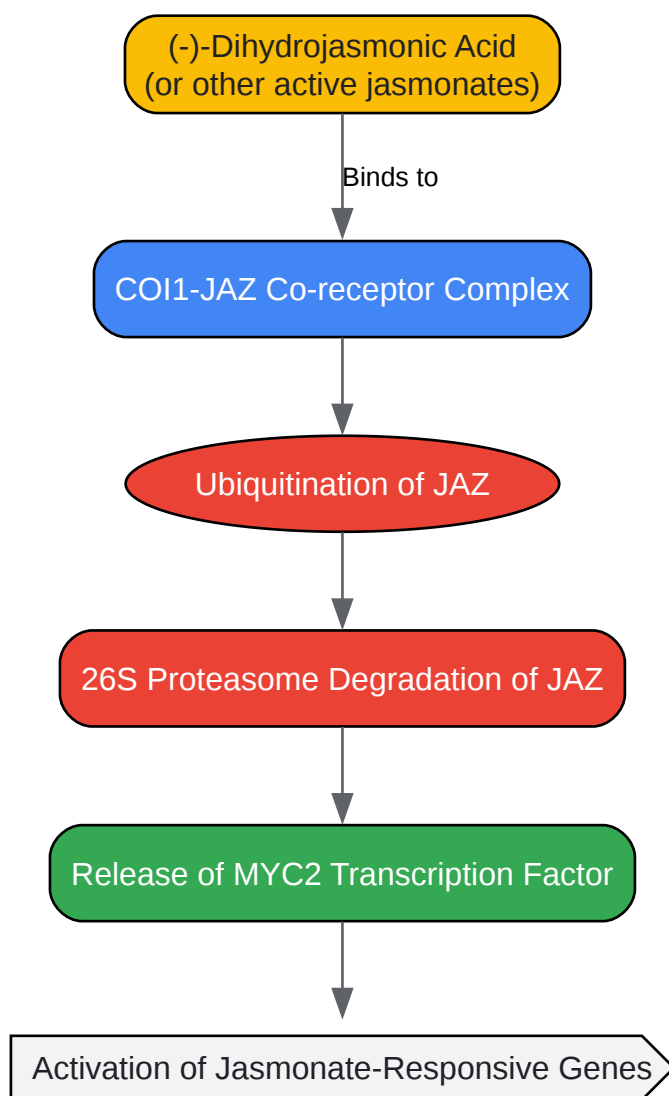 (-)-Dihydrojasmonic Acid
(or other active jasmonates)
Binds to
COI1-JAZ Co-receptor Complex
Ubiquitination of JAZ
26S Proteasome Degradation of JAZ
Release of MYC2 Transcription Factor
Activation of Jasmonate-Responsive Genes